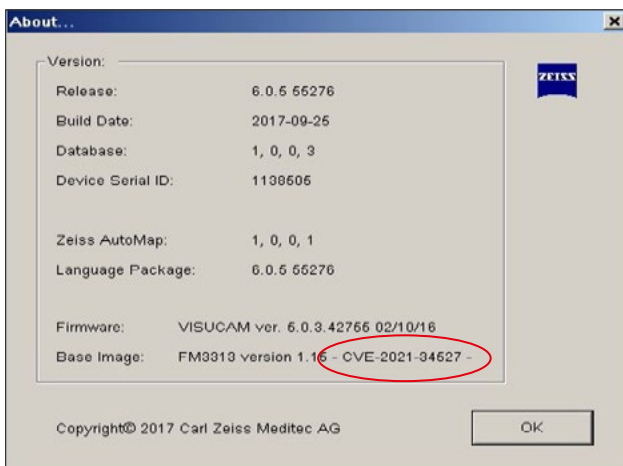 About...
Version:
ZEISS
Release: 6.0.5 55276
Build Date: 2017-09-25
Database: 1, 0, 0, 3
Device Serial ID: 1138505
Zeiss AutoMap: 1, 0, 0, 1
Language Package: 6.0.5 55276
Firmware: VISUCAM ver. 6.0.3.42755 02/10/16
Base Image: FM3313 version 1.15 - CVE-2021-34527 -
Copyright© 2017 Carl Zeiss Meditec AG
OK